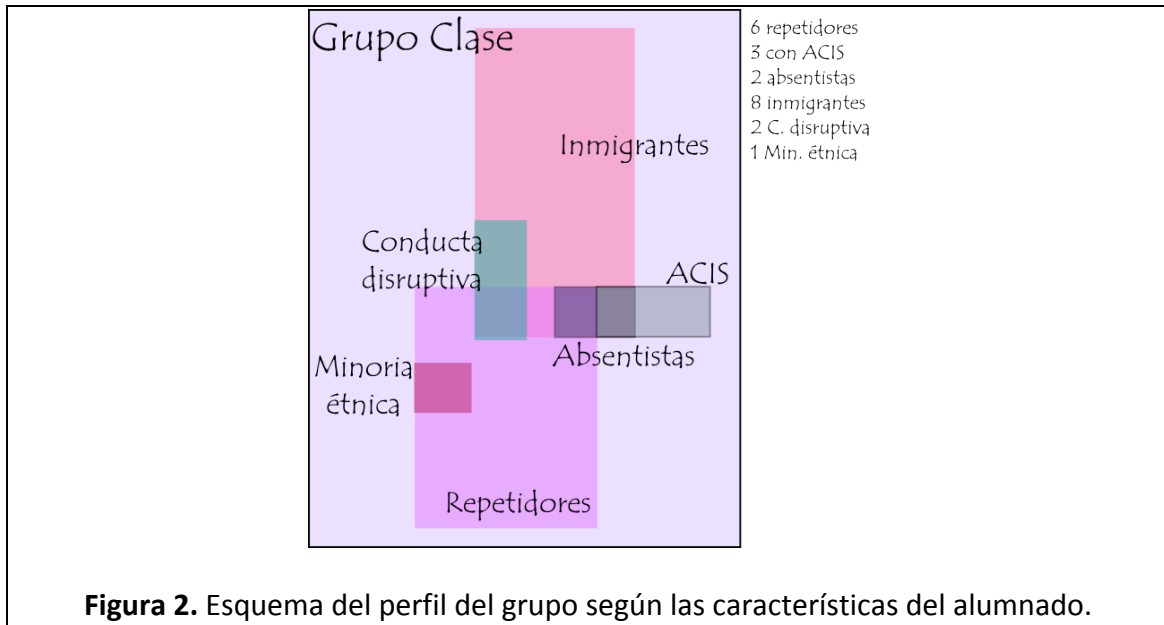 Grupo Clase
6 repetidores
3 con ACIS
2 absentistas
8 inmigrantes
2 C. disruptiva
1 Min. étnica
Inmigrantes
Conducta
disruptiva
ACIS
Absentistas
Minoria
étnica
Repetidores
Figura 2. Esquema del perfil del grupo según las características del alumnado.